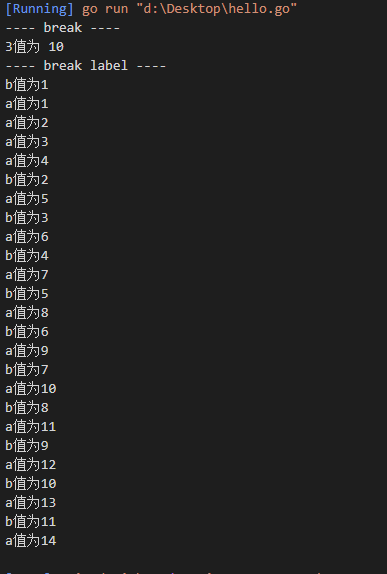 [Running] go run "d:\Desktop\hello.go"
---- break ----
3值为 10
---- break label ----
b值为1
a值为1
a值为2
a值为3
a值为4
b值为2
a值为5
b值为3
a值为6
b值为4
a值为7
b值为5
a值为8
b值为6
a值为9
b值为7
a值为10
b值为8
a值为11
b值为9
a值为12
b值为10
a值为13
b值为11
a值为14